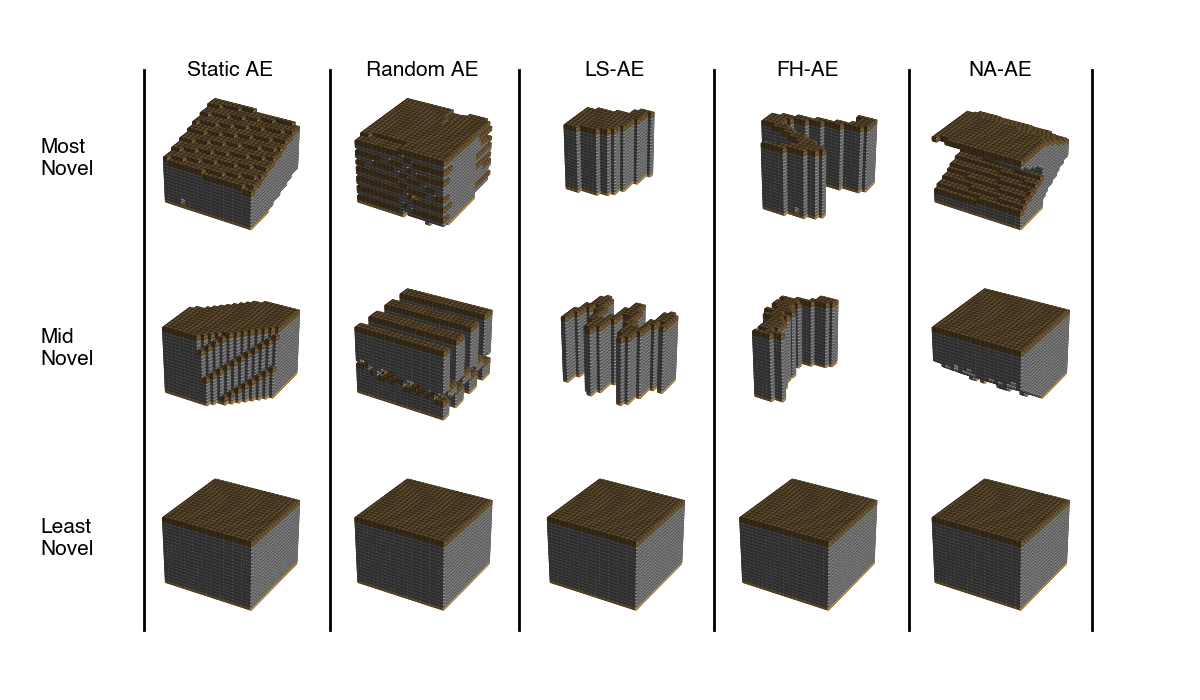 Static AE
Random AE
LS-AE
FH-AE
NA-AE
Most
Novel
Mid
Novel
Least
Novel